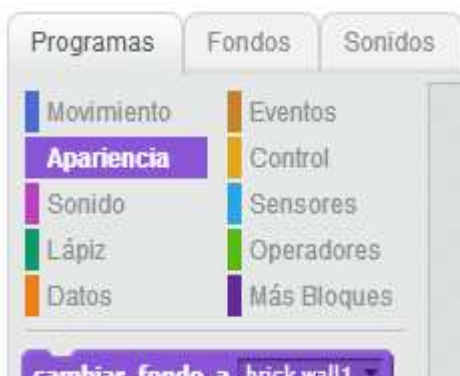 Programas Fondos Sonidos
Movimiento Eventos
Apariencia Control
Sonido Sensores
Lápiz Operadores
Datos Más Bloques
cambiar fondo a brick wall1